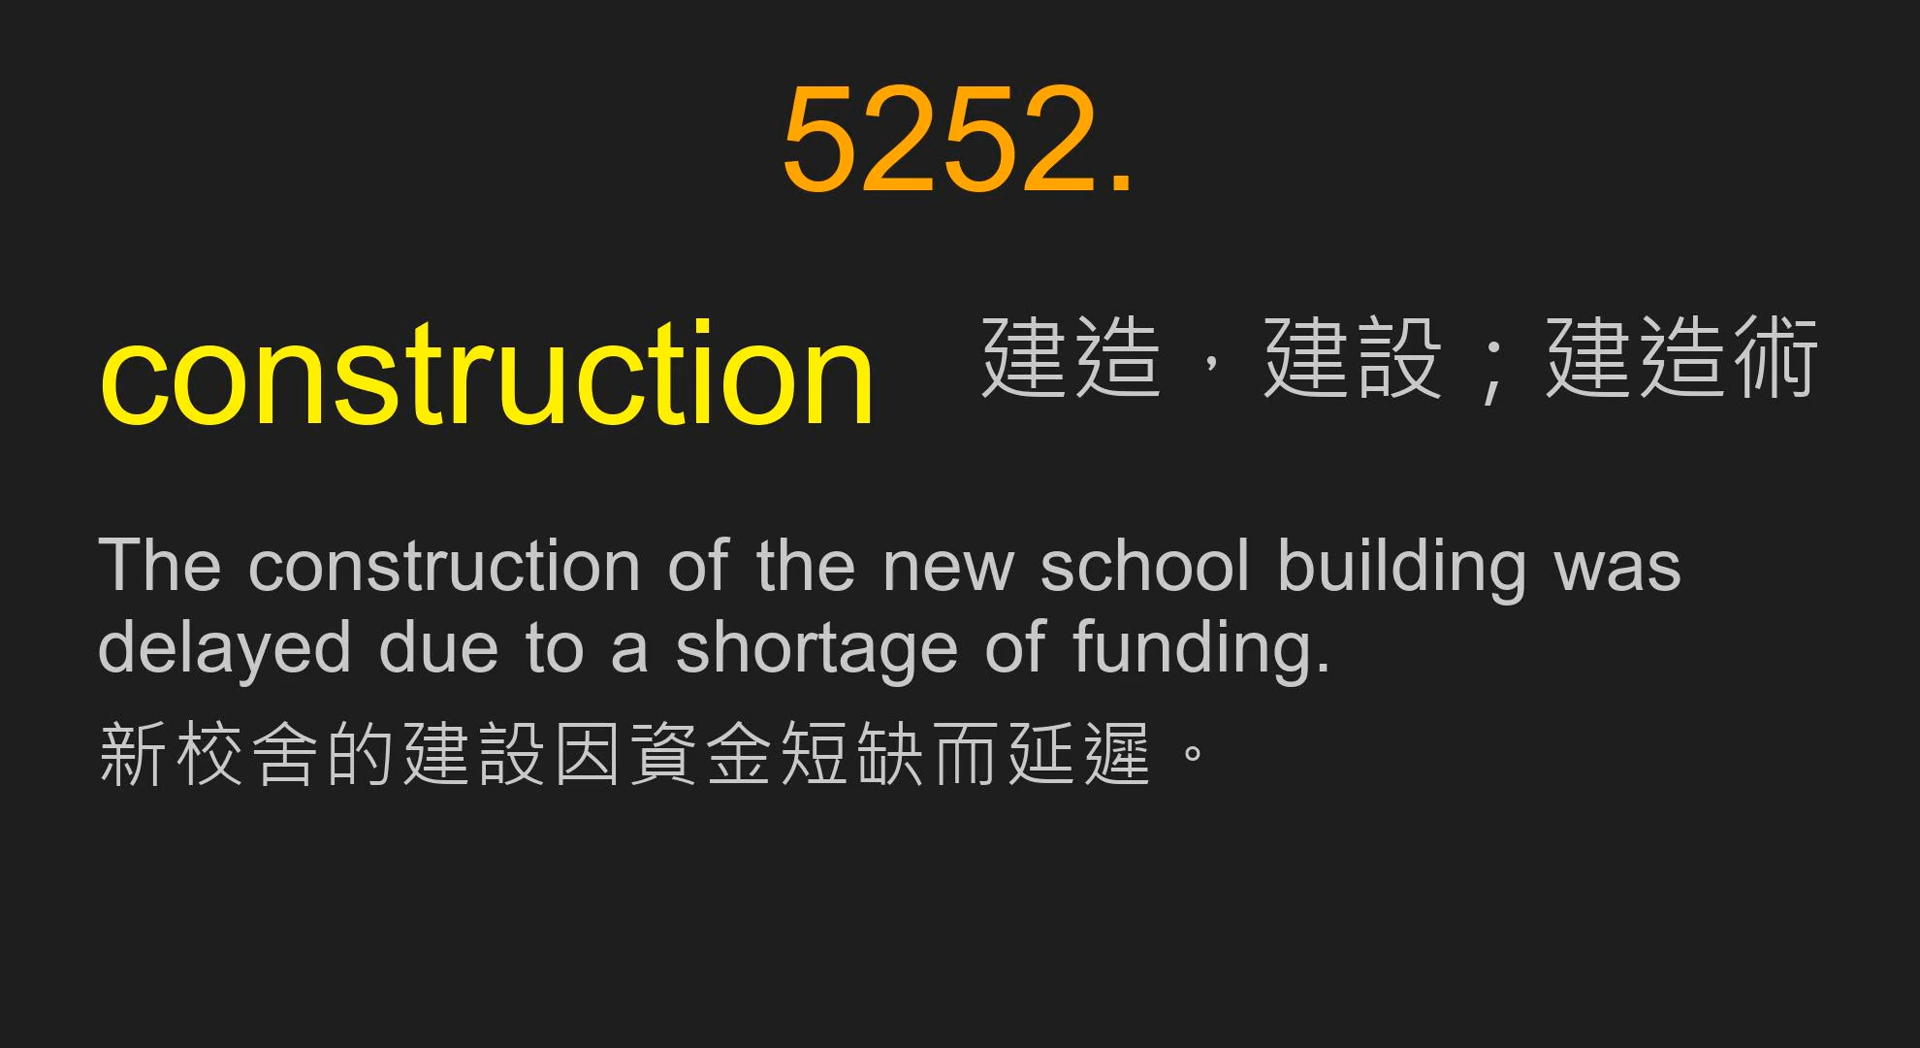 5252.
construction 建造，建設；建造術
The construction of the new school building was
delayed due to a shortage of funding.
新校舍的建設因資金短缺而延遲。